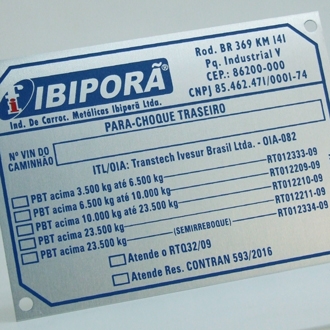 fi IBIPORÃ
Ind. De Carroc. Metálicas Ibiporã Ltda.
Rod. BR 369 KM 141
Pq. Industrial V
CEP.: 86200-000
CNPJ 85.462.471/0001-74
PARA-CHOQUE TRASEIRO
Nº VIN DO
CAMINHÃO
ITL/OIA: Transtech Ivesur Brasil Ltda. - OIA-082
PBT acima 3.500 kg até 6.500 kg RT012333-09
PBT acima 6.500 kg até 10.000 kg RT012209-09
PBT acima 10.000 kg até 23.500 kg RT012210-09
PBT acima 23.500 kg RT012211-09
PBT acima 23.500 kg (SEMIRREBOQUE) RT012334-09
Atende o RTQ32/09
Atende Res. CONTRAN 593/2016